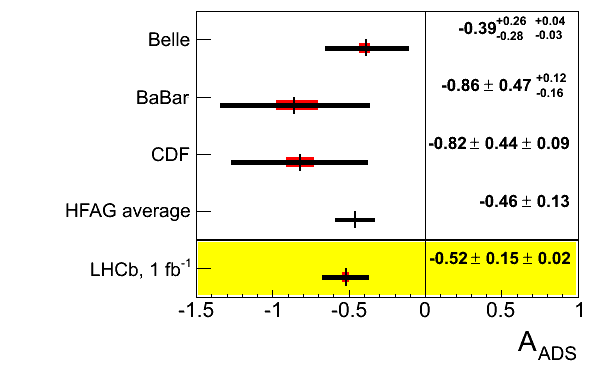 Belle -0.39 +0.26 -0.28 +0.04 -0.03
BaBar -0.86 ± 0.47 +0.12 -0.16
CDF -0.82 ± 0.44 ± 0.09
HFAG average -0.46 ± 0.13
LHCb, 1 fb-1 -0.52 ± 0.15 ± 0.02
-1.5 -1 -0.5 0 0.5 1
AADS